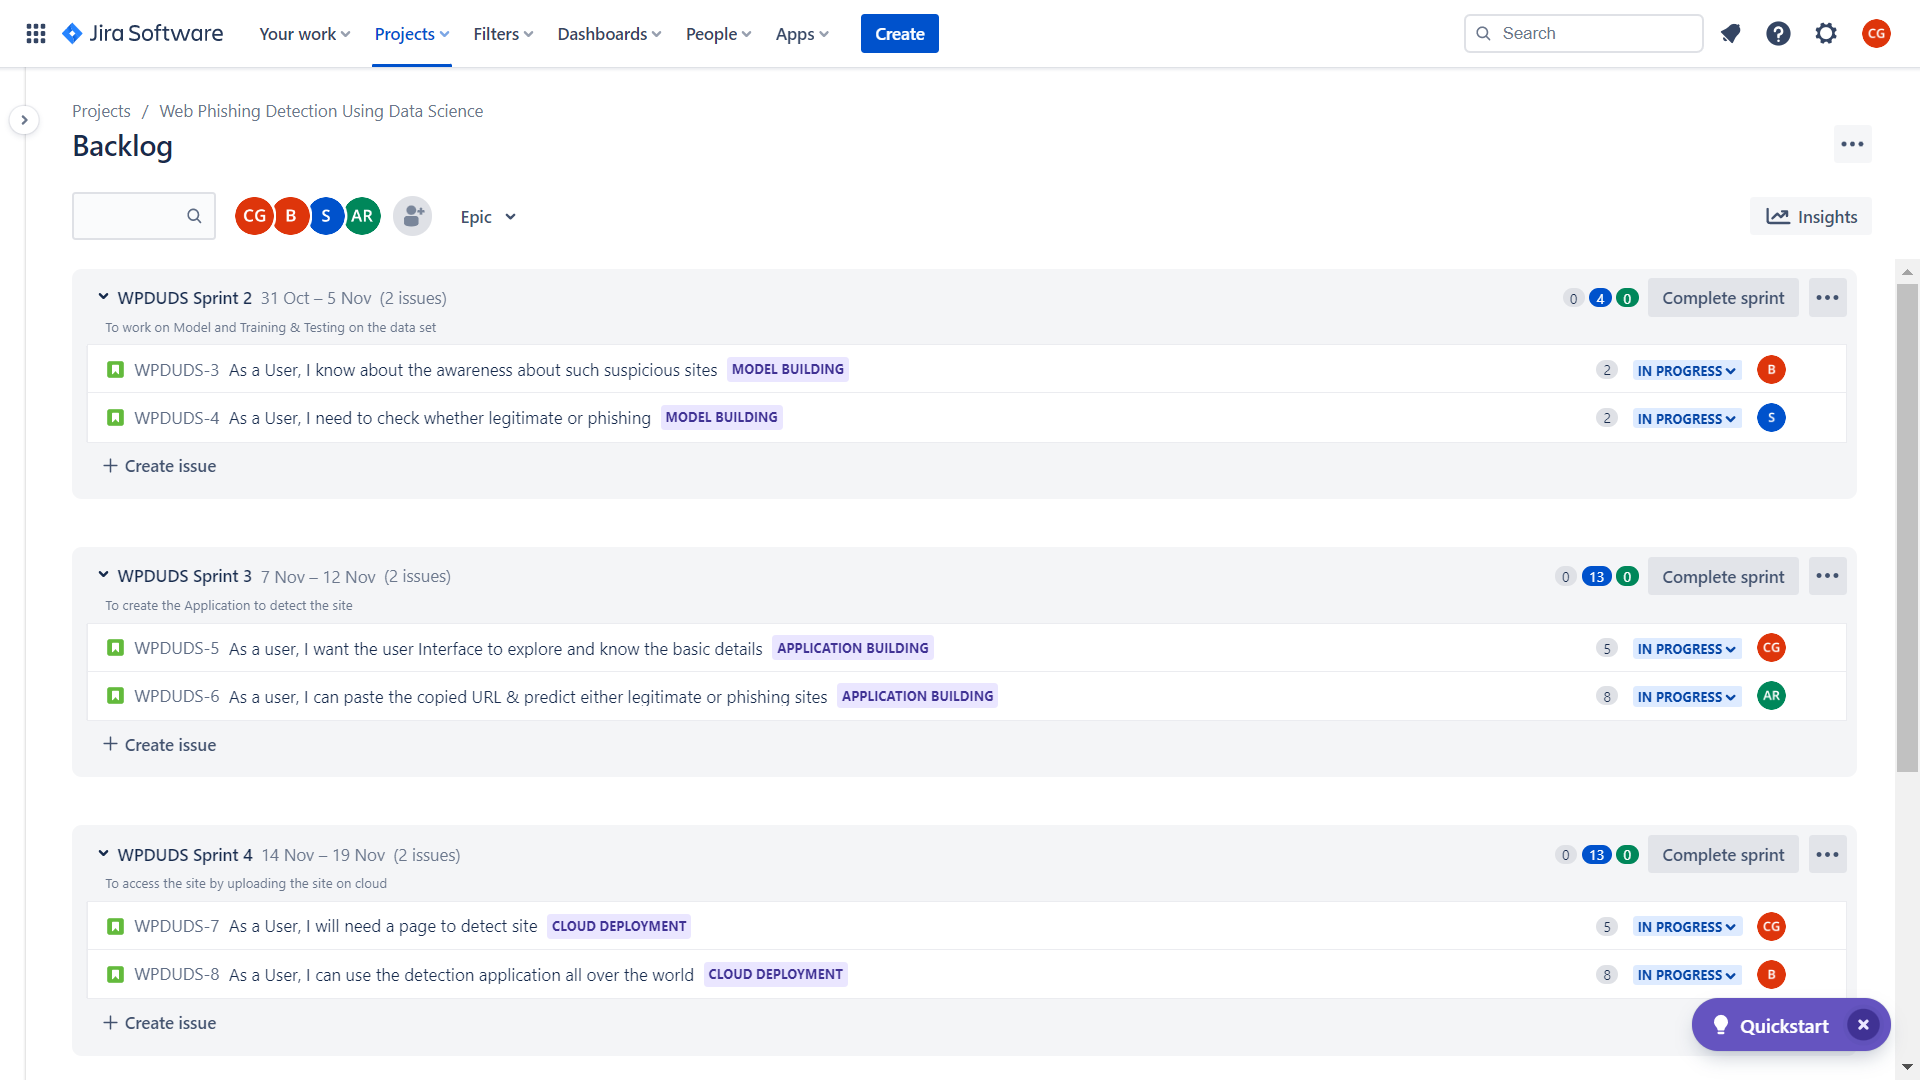 Jira Software Your work Projects Filters Dashboards People Apps Create Search CG
Projects / Web Phishing Detection Using Data Science
Backlog
CG B S AR Epic Insights
WPDUDS Sprint 2 31 Oct – 5 Nov (2 issues) 0 4 0 Complete sprint
To work on Model and Training & Testing on the data set
WPDUDS-3 As a User, I know about the awareness about such suspicious sites MODEL BUILDING 2 IN PROGRESS B
WPDUDS-4 As a User, I need to check whether legitimate or phishing MODEL BUILDING 2 IN PROGRESS S
+ Create issue
WPDUDS Sprint 3 7 Nov – 12 Nov (2 issues) 0 13 0 Complete sprint
To create the Application to detect the site
WPDUDS-5 As a user, I want the user Interface to explore and know the basic details APPLICATION BUILDING 5 IN PROGRESS CG
WPDUDS-6 As a user, I can paste the copied URL & predict either legitimate or phishing sites APPLICATION BUILDING 8 IN PROGRESS AR
+ Create issue
WPDUDS Sprint 4 14 Nov – 19 Nov (2 issues) 0 13 0 Complete sprint
To access the site by uploading the site on cloud
WPDUDS-7 As a User, I will need a page to detect site CLOUD DEPLOYMENT 5 IN PROGRESS CG
WPDUDS-8 As a User, I can use the detection application all over the world CLOUD DEPLOYMENT 8 IN PROGRESS B
+ Create issue
Quickstart